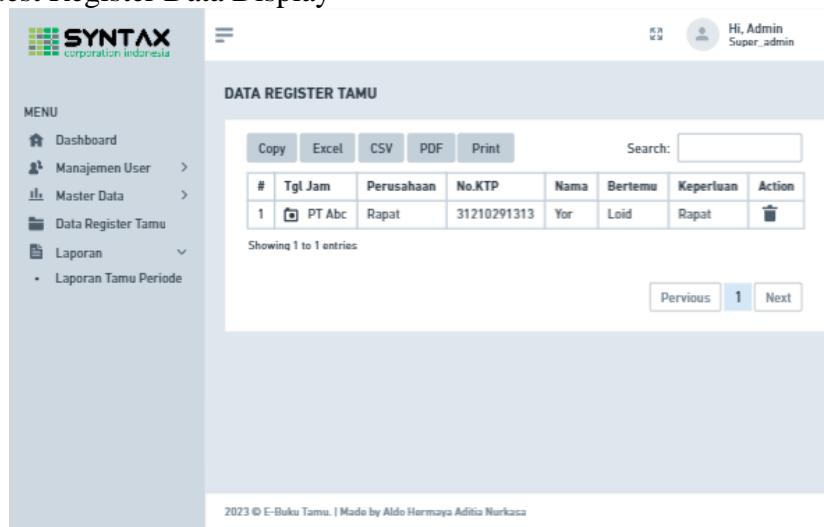 SYNTAX
corporation indonesia
Hi, Admin
Super_admin
MENU
Dashboard
Manajemen User >
Master Data >
Data Register Tamu
Laporan
• Laporan Tamu Periode
DATA REGISTER TAMU
Copy Excel CSV PDF Print Search:
# Tgl Jam Perusahaan No.KTP Nama Bertemu Keperluan Action
1 PT Abc Rapat 31210291313 Yor Loid Rapat
Showing 1 to 1 entries
Pervious 1 Next
2023 © E-Buku Tamu. | Made by Aldo Hermaya Aditia Nurkasa